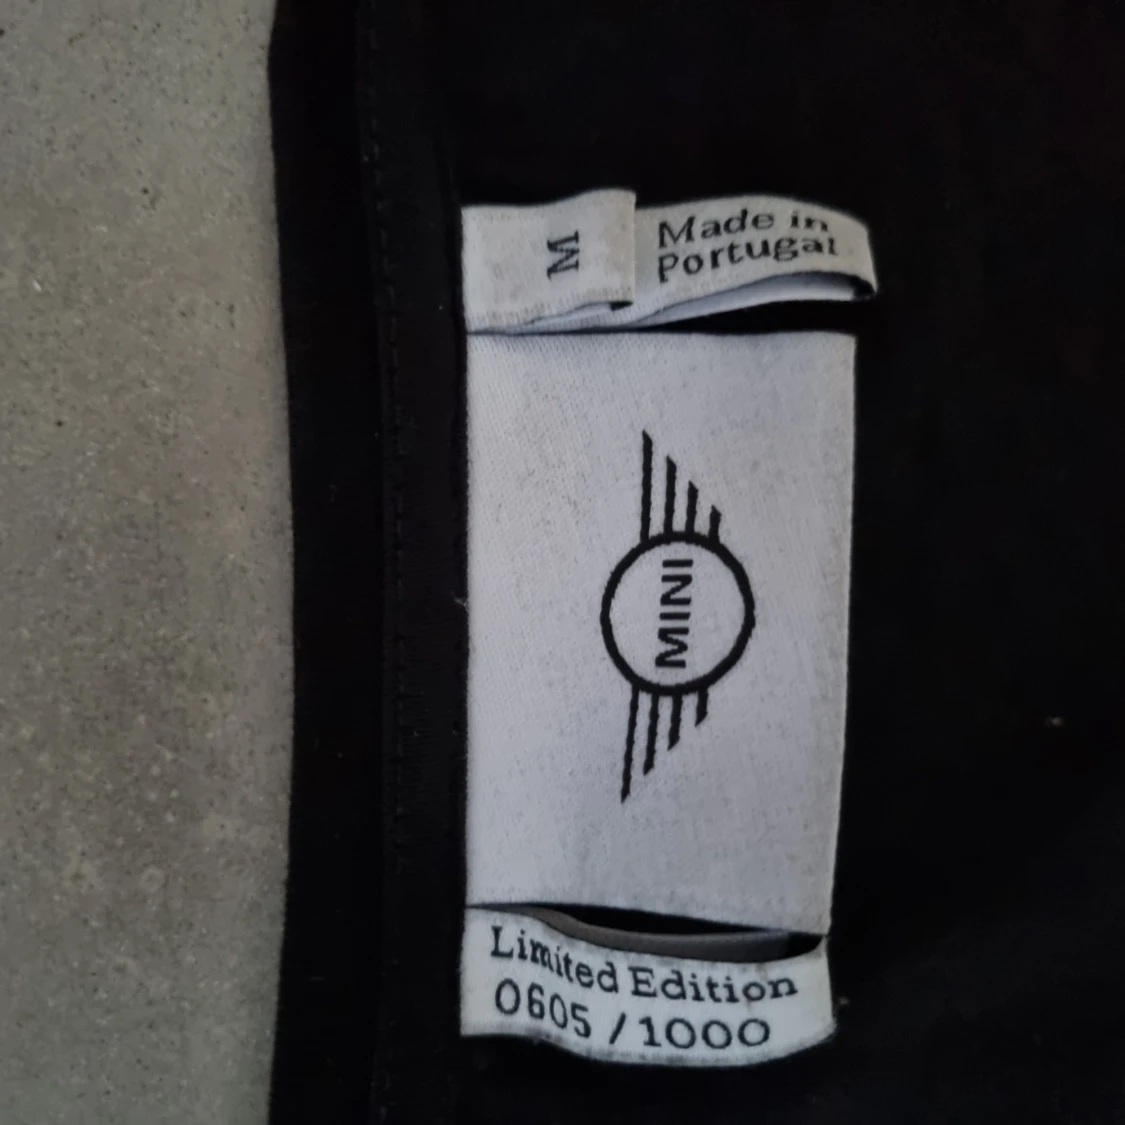 M
Made in
Portugal
MINI
Limited Edition
0605 / 1000